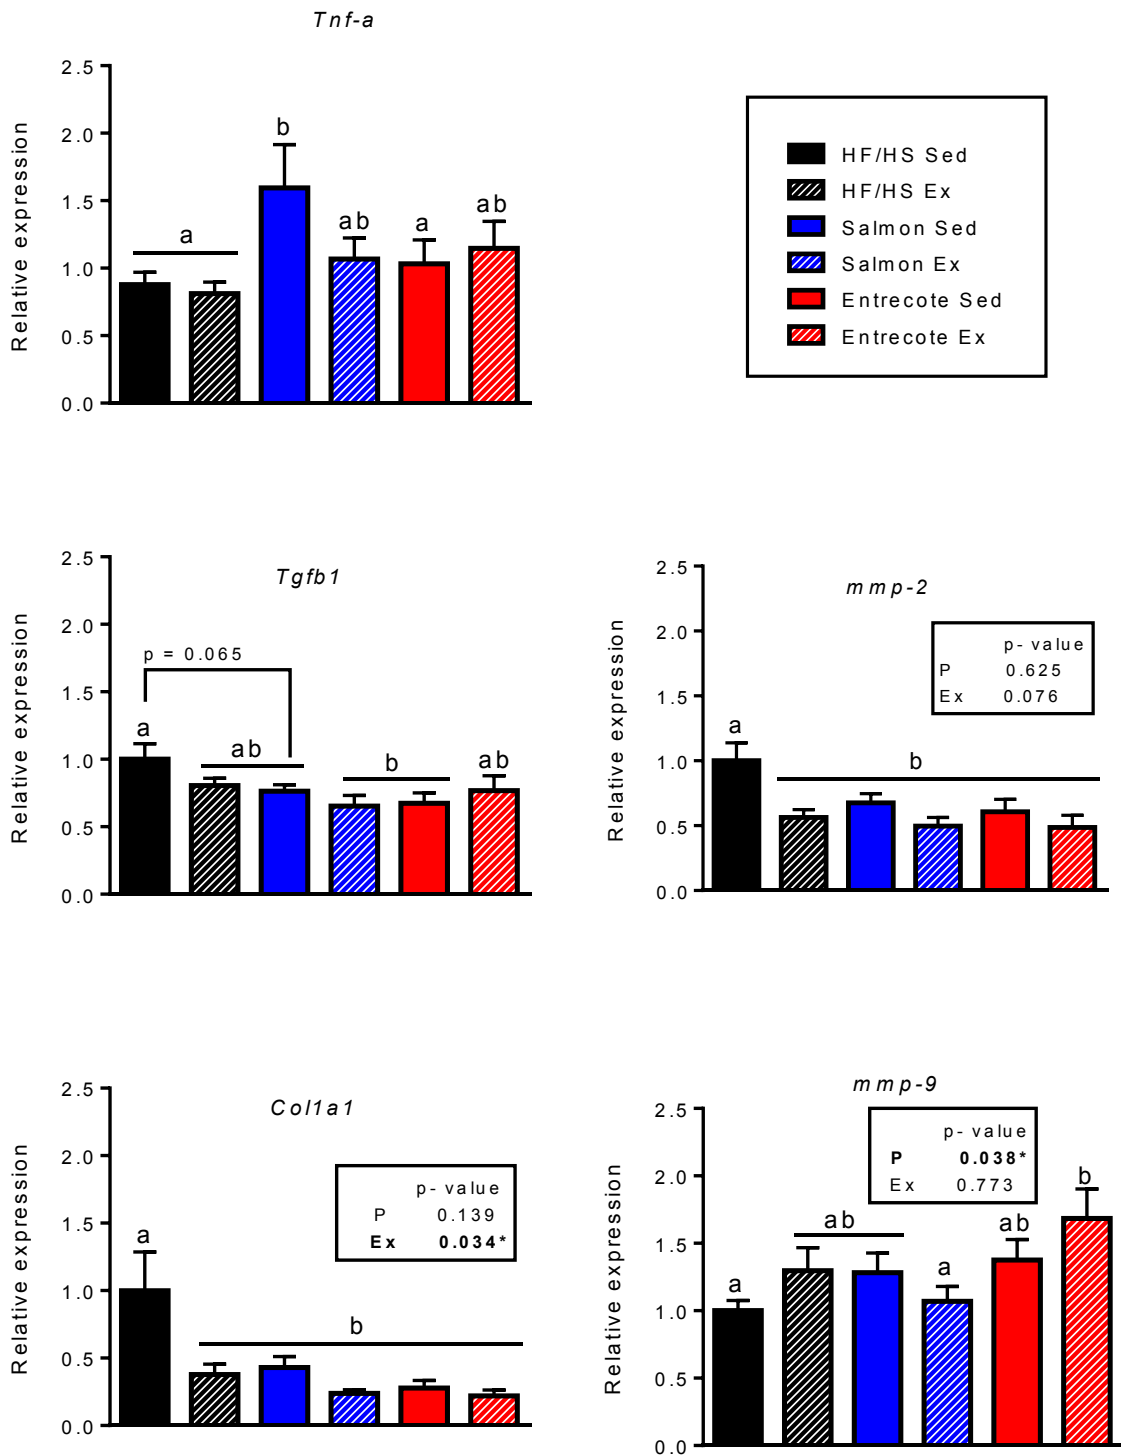 Tnf-a
Relative expression
2.5
2.0
1.5
1.0
0.5
0.0
a
b
ab
a
ab
HF/HS Sed
HF/HS Ex
Salmon Sed
Salmon Ex
Entrecote Sed
Entrecote Ex
Tgfb1
Relative expression
2.5
2.0
1.5
1.0
0.5
0.0
p = 0.065
a
ab
b
ab
mmp-2
Relative expression
2.5
2.0
1.5
1.0
0.5
0.0
p- value
P 0.625
Ex 0.076
a
b
Col1a1
Relative expression
2.5
2.0
1.5
1.0
0.5
0.0
p- value
P 0.139
Ex 0.034*
a
b
mmp-9
Relative expression
2.5
2.0
1.5
1.0
0.5
0.0
p- value
P 0.038*
Ex 0.773
a
ab
a
ab
b